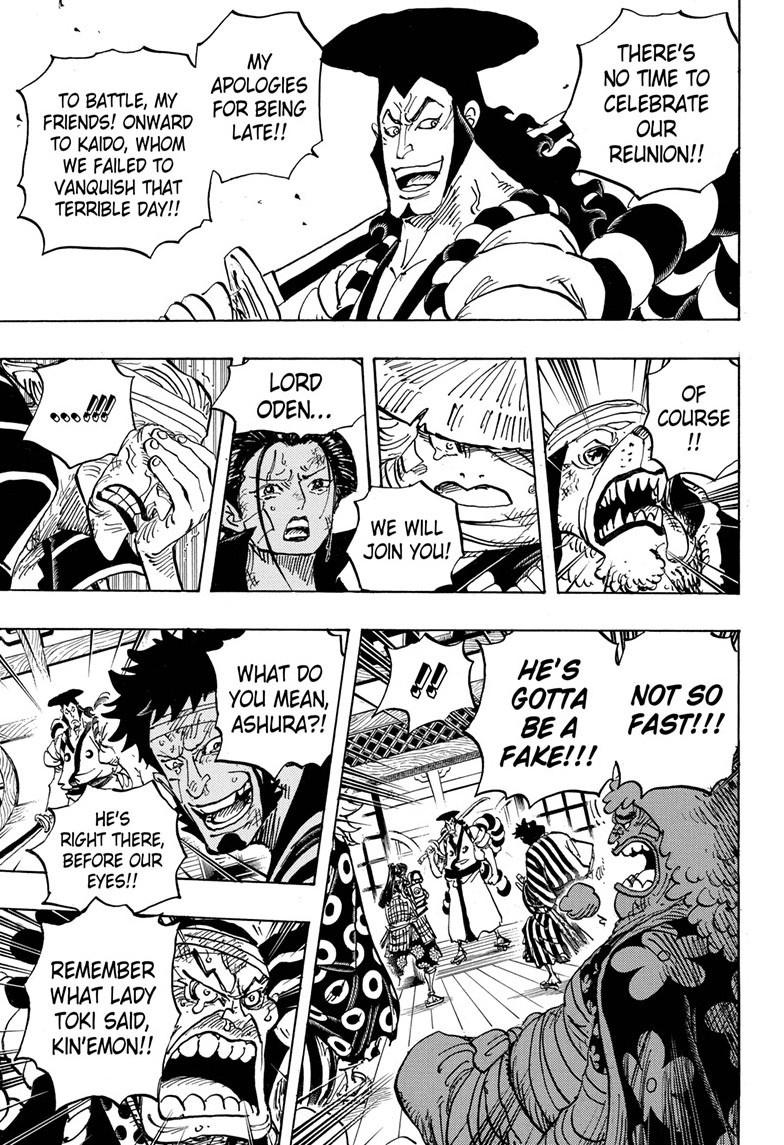 THERE'S
NO TIME TO
CELEBRATE
OUR
REUNION!!
MY
APOLOGIES
FOR BEING
LATE!!
TO BATTLE, MY
FRIENDS! ONWARD
TO KAIDO, WHOM
WE FAILED TO
VANQUISH THAT
TERRIBLE DAY!!
OF
COURSE
!!
WE WILL
JOIN YOU!
LORD
ODEN...
...!!!
NOT SO
FAST!!!
HE'S
GOTTA
BE A
FAKE!!!
!!
WHAT DO
YOU MEAN,
ASHURA?!
HE'S
RIGHT THERE,
BEFORE OUR
EYES!!
REMEMBER
WHAT LADY
TOKI SAID,
KIN'EMON!!